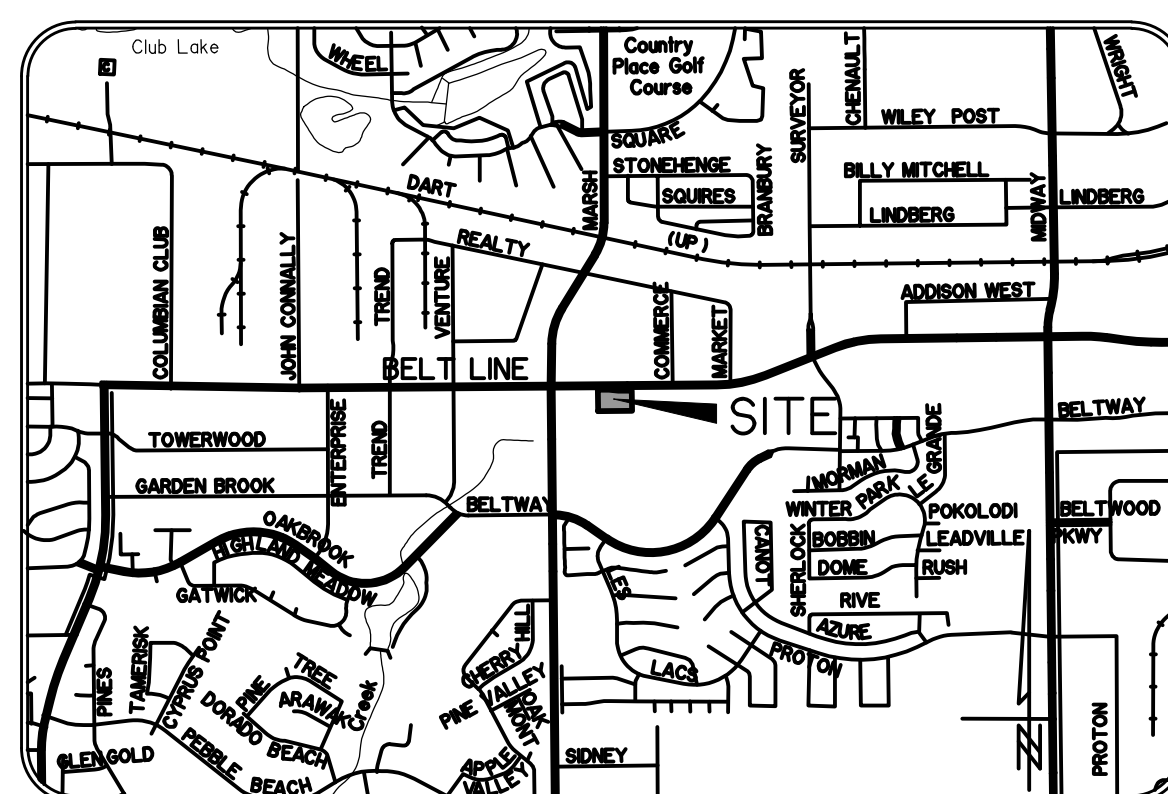 Club Lake
WHEEL
Country
Place Golf
Course
CHENAULT
WRIGHT
SURVEYOR
WILEY POST
SQUARE
STONEHENGE
BRANBURY
BILLY MITCHELL
DART
MARSH
SQUIRES
MIDWAY
LINDBERG
LINDBERG
COLUMBIAN CLUB
JOHN CONNALLY
TREND
REALTY
VENTURE
(UP)
COMMERCE
MARKET
ADDISON WEST
BELT LINE
SITE
GRANDE
BELTWAY
TOWERWOOD
ENTERPRISE
TREND
GARDEN BROOK
MORMAN
PARK
LE
BELTWAY
WINTER
POKOLODI
BELTWOOD
OAKBROOK
HIGHLAND MEADOW
SHERLOCK
BOBBIN
LEADVILLE
PKWY
DOME
RUSH
LES
GATWICK
RIVE
AZURE
TAMERISK
CYPRUS POINT
HILL
CHERRY
LACS
PROTON
PINES
TREE
PINE
ARAWAK
Creek
VALLEY
OAK
MONT
PINE
DORADO BEACH
PROTON
GLENGOLD
PEBBLE
BEACH
APPLE
VALLEY
SIDNEY